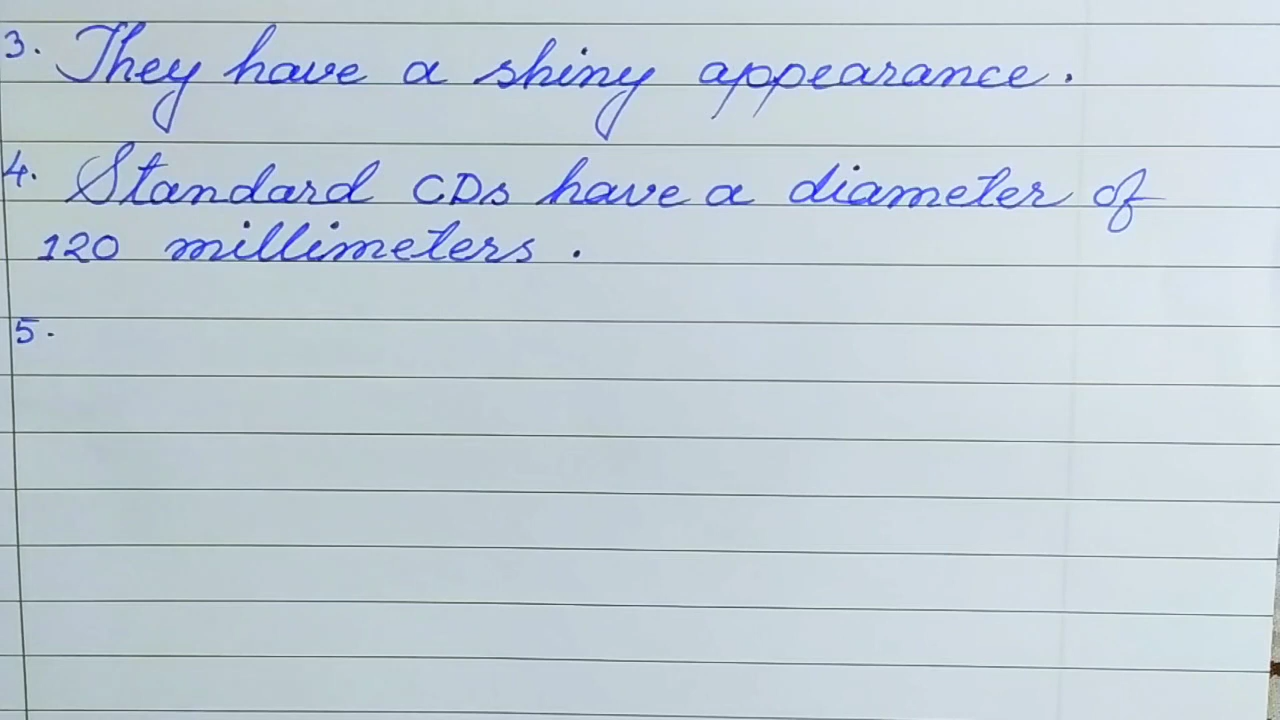 3. They have a shiny appearance.
4. Standard CDs have a diameter of
120 millimeters.
5.